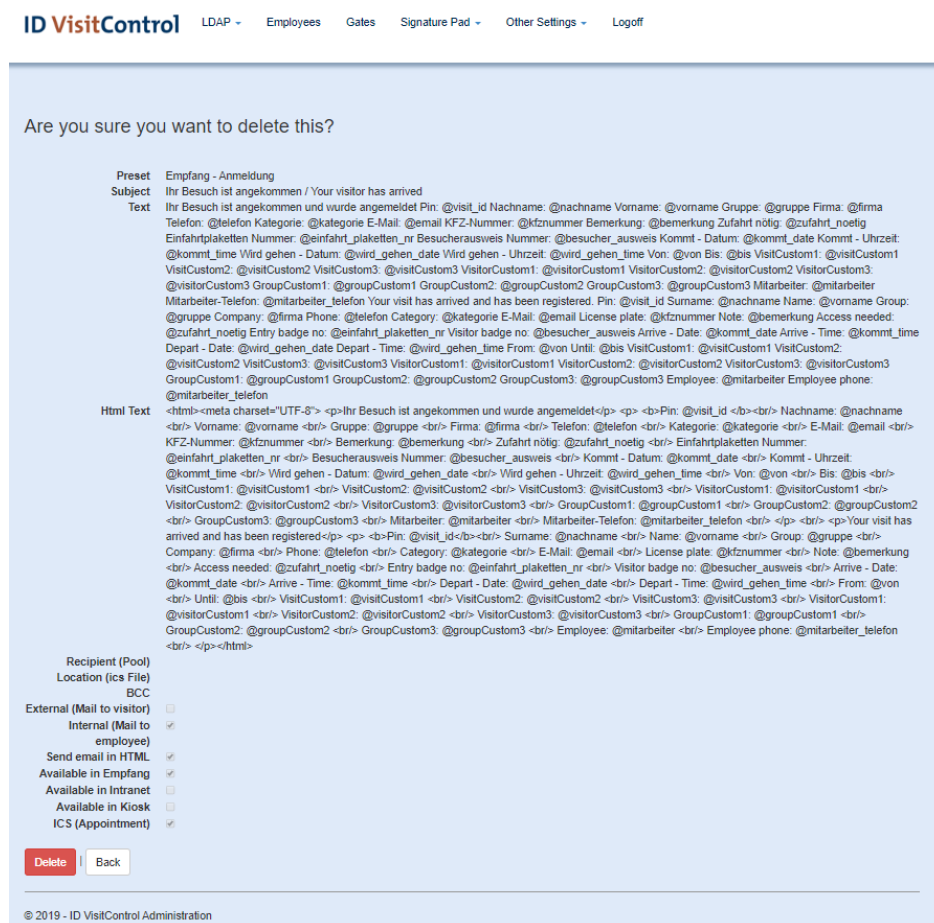 ID VisitControl LDAP Employees Gates Signature Pad Other Settings Logoff
Are you sure you want to delete this?
Preset Empfang - Anmeldung
Subject Ihr Besuch ist angekommen / Your visitor has arrived
Text Ihr Besuch ist angekommen und wurde angemeldet Pin: @visit_id Nachname: @nachname Vorname: @vorname Gruppe: @gruppe Firma: @firma
Telefon: @telefon Kategorie: @kategorie E-Mail: @email KFZ-Nummer: @kfznummer Bemerkung: @bemerkung Zufahrt nötig: @zufahrt_noetig
Einfahrtplaketten Nummer: @einfahrt_plaketten_nr Besucherausweis Nummer: @besucher_ausweis Kommt - Datum: @kommt_date Kommt - Uhrzeit:
@kommt_time Wird gehen - Datum: @wird_gehen_date Wird gehen - Uhrzeit: @wird_gehen_time Von: @von Bis: @bis VisitCustom1: @visitCustom1
VisitCustom2: @visitCustom2 VisitCustom3: @visitCustom3 VisitorCustom1: @visitorCustom1 VisitorCustom2: @visitorCustom2 VisitorCustom3:
@visitorCustom3 GroupCustom1: @groupCustom1 GroupCustom2: @groupCustom2 GroupCustom3: @groupCustom3 Mitarbeiter: @mitarbeiter
Mitarbeiter-Telefon: @mitarbeiter_telefon Your visit has arrived and has been registered. Pin: @visit_id Surname: @nachname Name: @vorname Group:
@gruppe Company: @firma Phone: @telefon Category: @kategorie E-Mail: @email License plate: @kfznummer Note: @bemerkung Access needed:
@zufahrt_noetig Entry badge no: @einfahrt_plaketten_nr Visitor badge no: @besucher_ausweis Arrive - Date: @kommt_date Arrive - Time: @kommt_time
Depart - Date: @wird_gehen_date Depart - Time: @wird_gehen_time From: @von Until: @bis VisitCustom1: @visitCustom1 VisitCustom2:
@visitCustom2 VisitCustom3: @visitCustom3 VisitorCustom1: @visitorCustom1 VisitorCustom2: @visitorCustom2 VisitorCustom3: @visitorCustom3
GroupCustom1: @groupCustom1 GroupCustom2: @groupCustom2 GroupCustom3: @groupCustom3 Employee: @mitarbeiter Employee phone:
@mitarbeiter_telefon
Html Text <html><meta charset="UTF-8"> <p>Ihr Besuch ist angekommen und wurde angemeldet</p> <p> <b>Pin: @visit_id </b><br/> Nachname: @nachname
<br/> Vorname: @vorname <br/> Gruppe: @gruppe <br/> Firma: @firma <br/> Telefon: @telefon <br/> Kategorie: @kategorie <br/> E-Mail: @email <br/>
KFZ-Nummer: @kfznummer <br/> Bemerkung: @bemerkung <br/> Zufahrt nötig: @zufahrt_noetig <br/> Einfahrtplaketten Nummer:
@einfahrt_plaketten_nr <br/> Besucherausweis Nummer: @besucher_ausweis <br/> Kommt - Datum: @kommt_date <br/> Kommt - Uhrzeit:
@kommt_time <br/> Wird gehen - Datum: @wird_gehen_date <br/> Wird gehen - Uhrzeit: @wird_gehen_time <br/> Von: @von <br/> Bis: @bis <br/>
VisitCustom1: @visitCustom1 <br/> VisitCustom2: @visitCustom2 <br/> VisitCustom3: @visitCustom3 <br/> VisitorCustom1: @visitorCustom1 <br/>
VisitorCustom2: @visitorCustom2 <br/> VisitorCustom3: @visitorCustom3 <br/> GroupCustom1: @groupCustom1 <br/> GroupCustom2: @groupCustom2
<br/> GroupCustom3: @groupCustom3 <br/> Mitarbeiter: @mitarbeiter <br/> Mitarbeiter-Telefon: @mitarbeiter_telefon <br/> </p> <br/> <p>Your visit has
arrived and has been registered</p> <p> <b>Pin: @visit_id</b><br/> Surname: @nachname <br/> Name: @vorname <br/> Group: @gruppe <br/>
Company: @firma <br/> Phone: @telefon <br/> Category: @kategorie <br/> E-Mail: @email <br/> License plate: @kfznummer <br/> Note: @bemerkung
<br/> Access needed: @zufahrt_noetig <br/> Entry badge no: @einfahrt_plaketten_nr <br/> Visitor badge no: @besucher_ausweis <br/> Arrive - Date:
@kommt_date <br/> Arrive - Time: @kommt_time <br/> Depart - Date: @wird_gehen_date <br/> Depart - Time: @wird_gehen_time <br/> From: @von
<br/> Until: @bis <br/> VisitCustom1: @visitCustom1 <br/> VisitCustom2: @visitCustom2 <br/> VisitCustom3: @visitCustom3 <br/> VisitorCustom1:
@visitorCustom1 <br/> VisitorCustom2: @visitorCustom2 <br/> VisitorCustom3: @visitorCustom3 <br/> GroupCustom1: @groupCustom1 <br/>
GroupCustom2: @groupCustom2 <br/> GroupCustom3: @groupCustom3 <br/> Employee: @mitarbeiter <br/> Employee phone: @mitarbeiter_telefon
<br/> </p></html>
Recipient (Pool)
Location (ics File)
BCC
External (Mail to visitor)
Internal (Mail to
employee)
Send email in HTML
Available in Empfang
Available in Intranet
Available in Kiosk
ICS (Appointment)
Delete | Back
© 2019 - ID VisitControl Administration